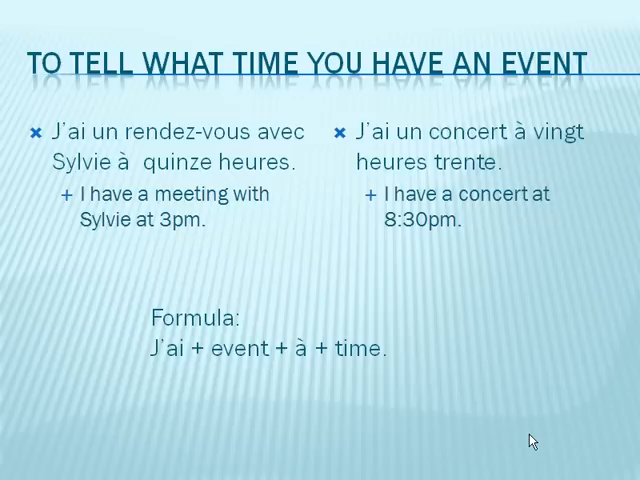 TO TELL WHAT TIME YOU HAVE AN EVENT
J'ai un rendez-vous avec
Sylvie à quinze heures.
I have a meeting with
Sylvie at 3pm.
J'ai un concert à vingt
heures trente.
I have a concert at
8:30pm.
Formula:
J'ai + event + à + time.